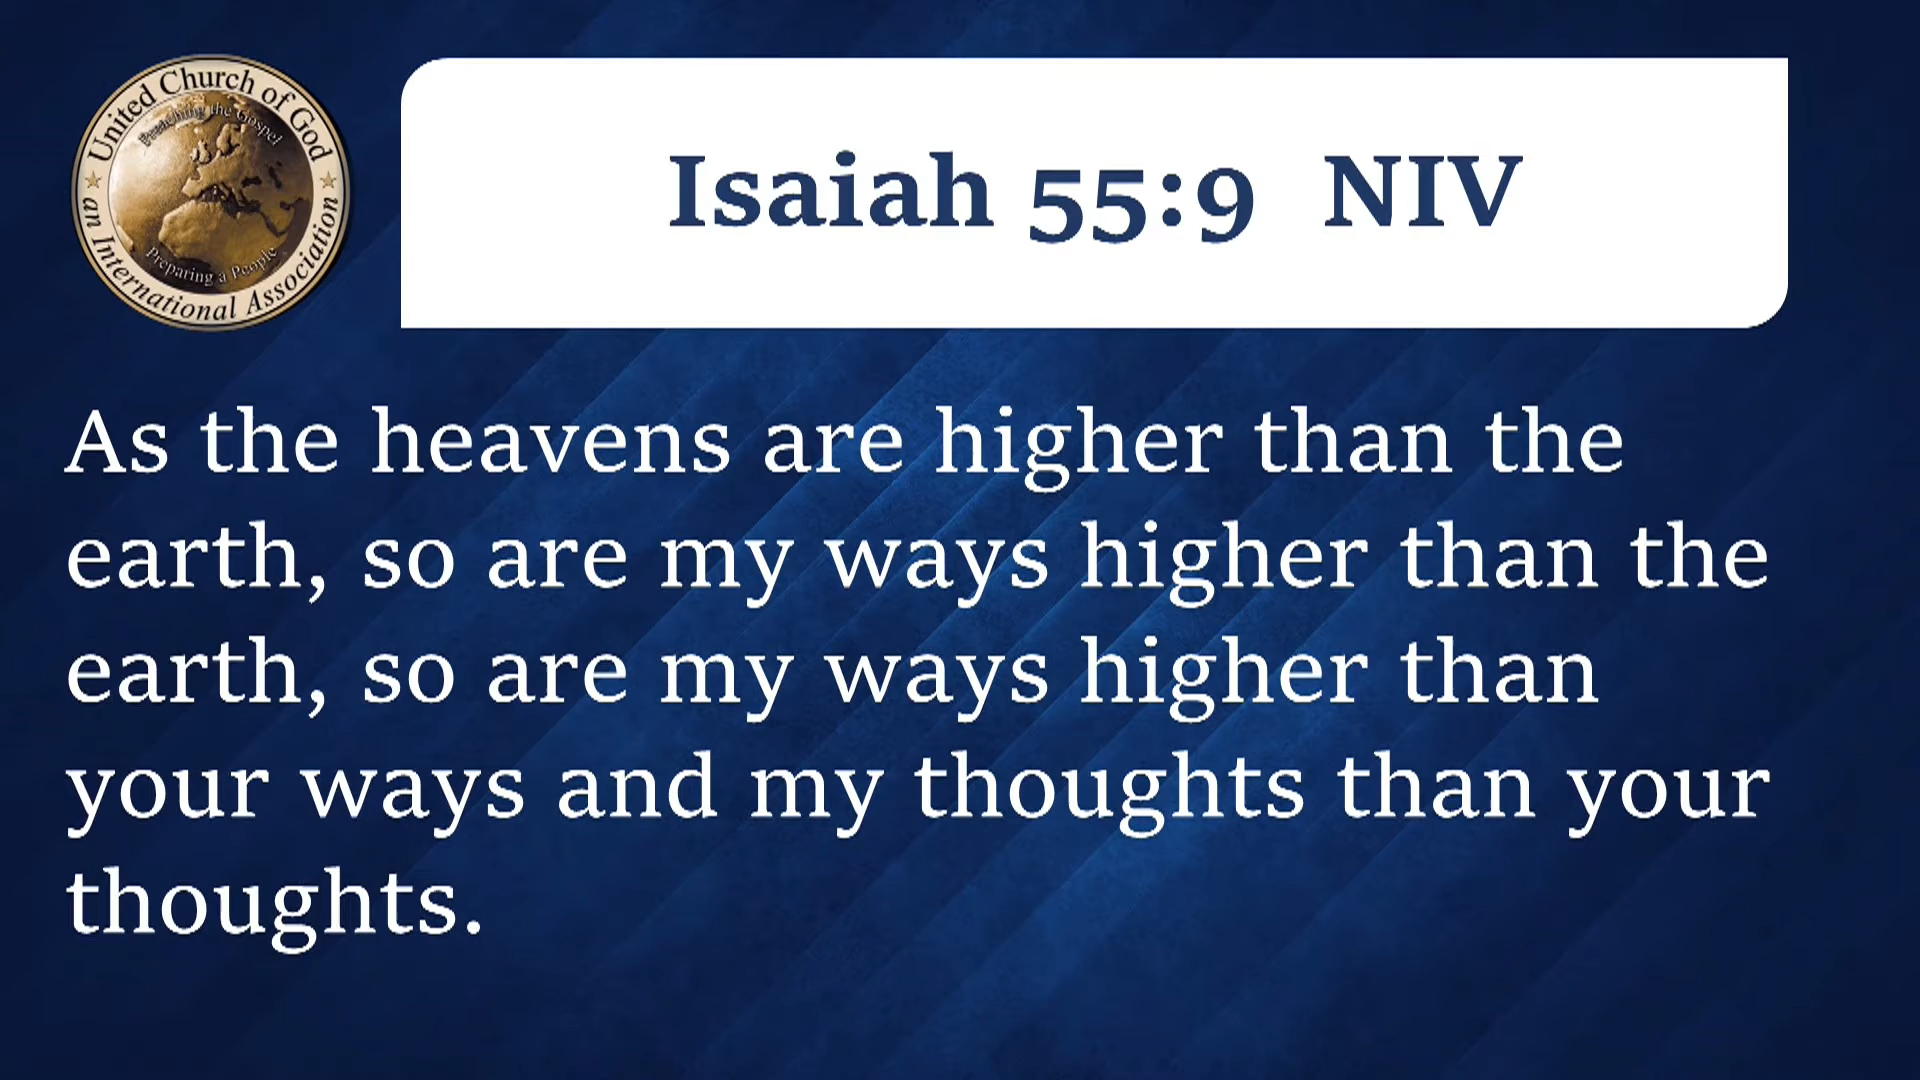 United Church of God
Preaching the Gospel
Preparing a People
an International Association
Isaiah 55:9 NIV
As the heavens are higher than the
earth, so are my ways higher than the
earth, so are my ways higher than
your ways and my thoughts than your
thoughts.